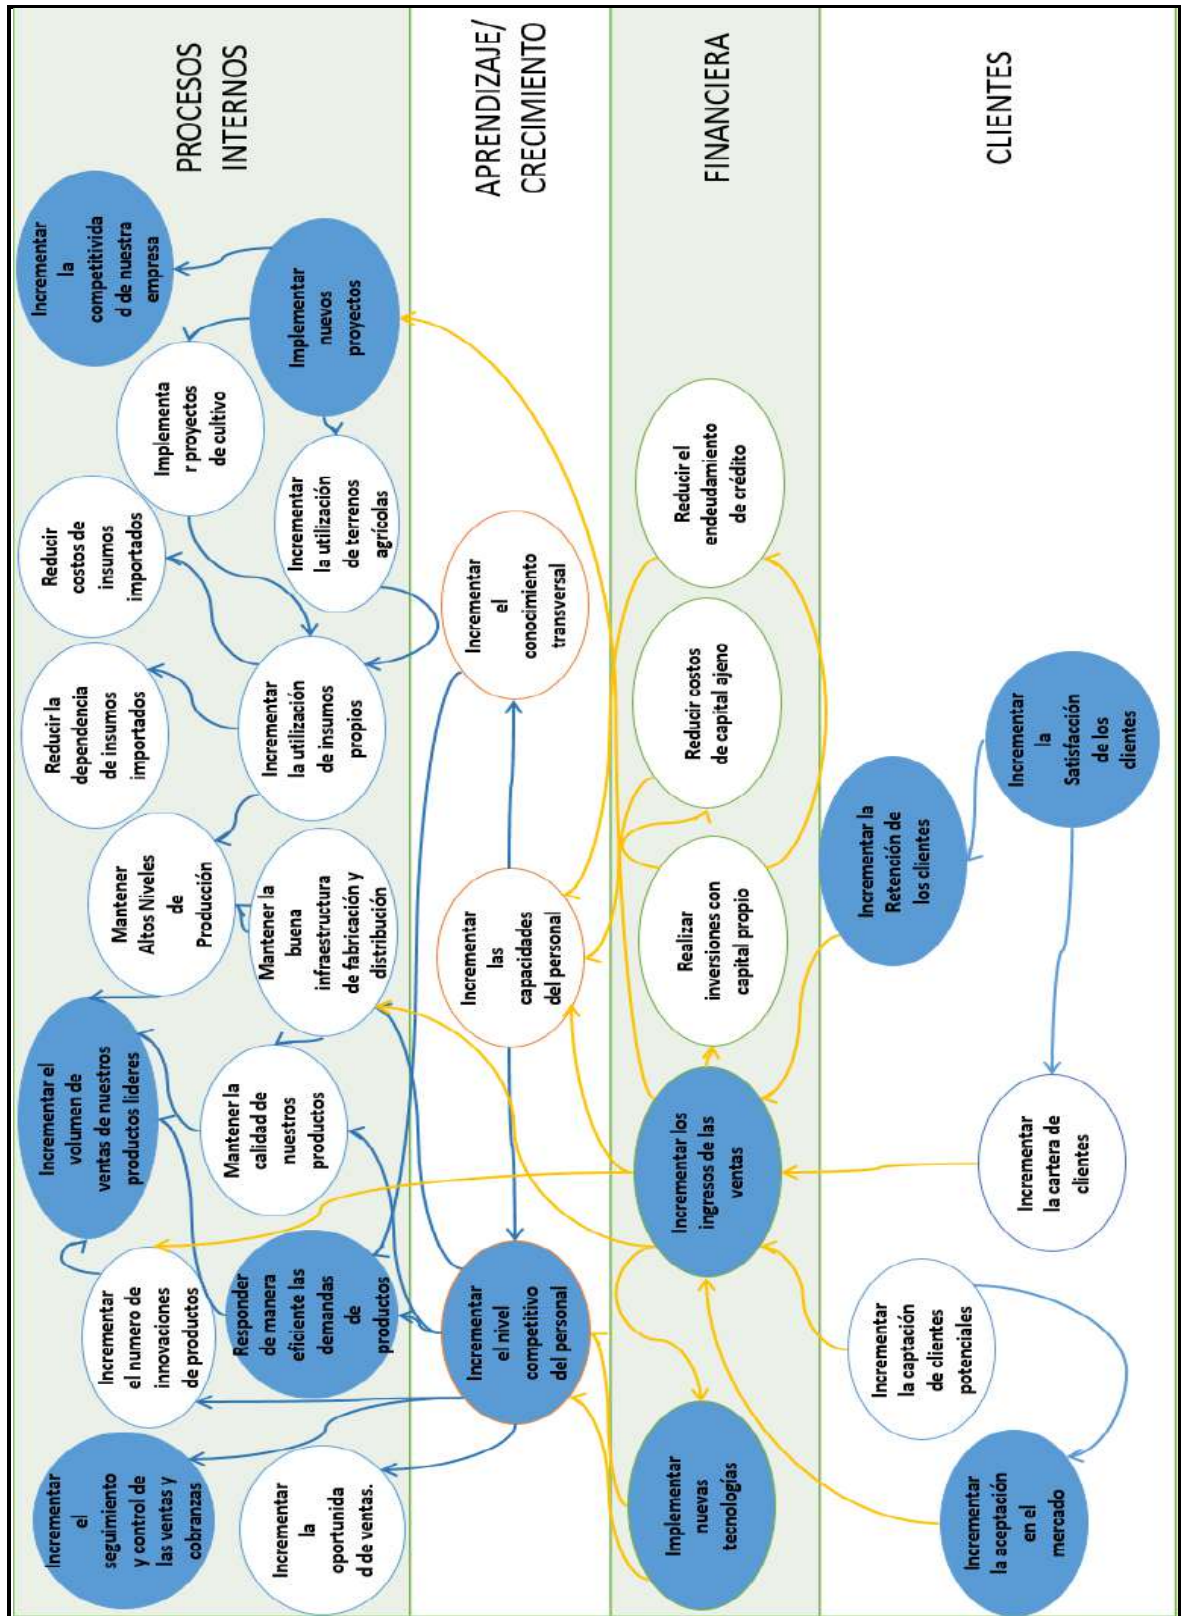 Incrementar
el
seguimiento
y control de
las ventas y
cobranzas
Incrementar
la
oportunida
d de ventas.
Incrementar
el numero de
innovaciones
de productos
Responder
de manera
eficiente las
demandas
de
productos
Incrementar el
volumen de
ventas de nuestros
productos lideres
Mantener la
calidad de
nuestros
productos
Mantener
Altos Niveles
de
Producción
Mantener la
buena
infraestructura
de fabricación y
distribución
Reducir la
dependencia
de insumos
importados
Incrementar
la utilización
de insumos
propios
Reducir
costos de
insumos
importados
Incrementar
la utilización
de terrenos
agrícolas
Implementa
r proyectos
de cultivo
Implementar
nuevos
proyectos
Incrementar
la
competitivida
d de nuestra
empresa
PROCESOS
INTERNOS
Incrementar
el nivel
competitivo
del personal
Incrementar
las
capacidades
del personal
Incrementar
el
conocimiento
transversal
APRENDIZAJE/
CRECIMIENTO
Implementar
nuevas
tecnologías
Incrementar los
ingresos de las
ventas
Realizar
inversiones con
capital propio
Reducir costos
de capital ajeno
Reducir el
endeudamiento
de crédito
FINANCIERA
Incrementar
la aceptación
en el
mercado
Incrementar
la captación
de clientes
potenciales
Incrementar
la cartera de
clientes
Incrementar la
Retención de
los clientes
Incrementar
la
Satisfacción
de los
clientes
CLIENTES